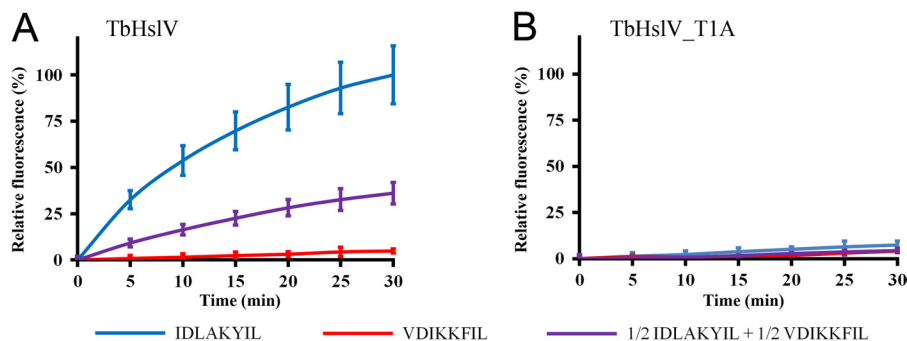 A TbHslV
Relative fluorescence (%)
100
75
50
25
0
0 5 10 15 20 25 30
Time (min)
B TbHslV_T1A
Relative fluorescence (%)
100
75
50
25
0
0 5 10 15 20 25 30
Time (min)
IDLAKYIL VDIKKFIL 1/2 IDLAKYIL + 1/2 VDIKKFIL